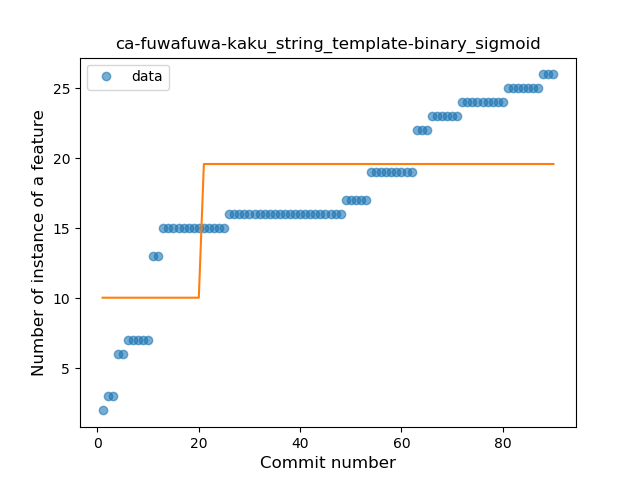 ca-fuwafuwa-kaku_string_template-binary_sigmoid
data
Number of instance of a feature
25
20
15
10
5
0 20 40 60 80
Commit number